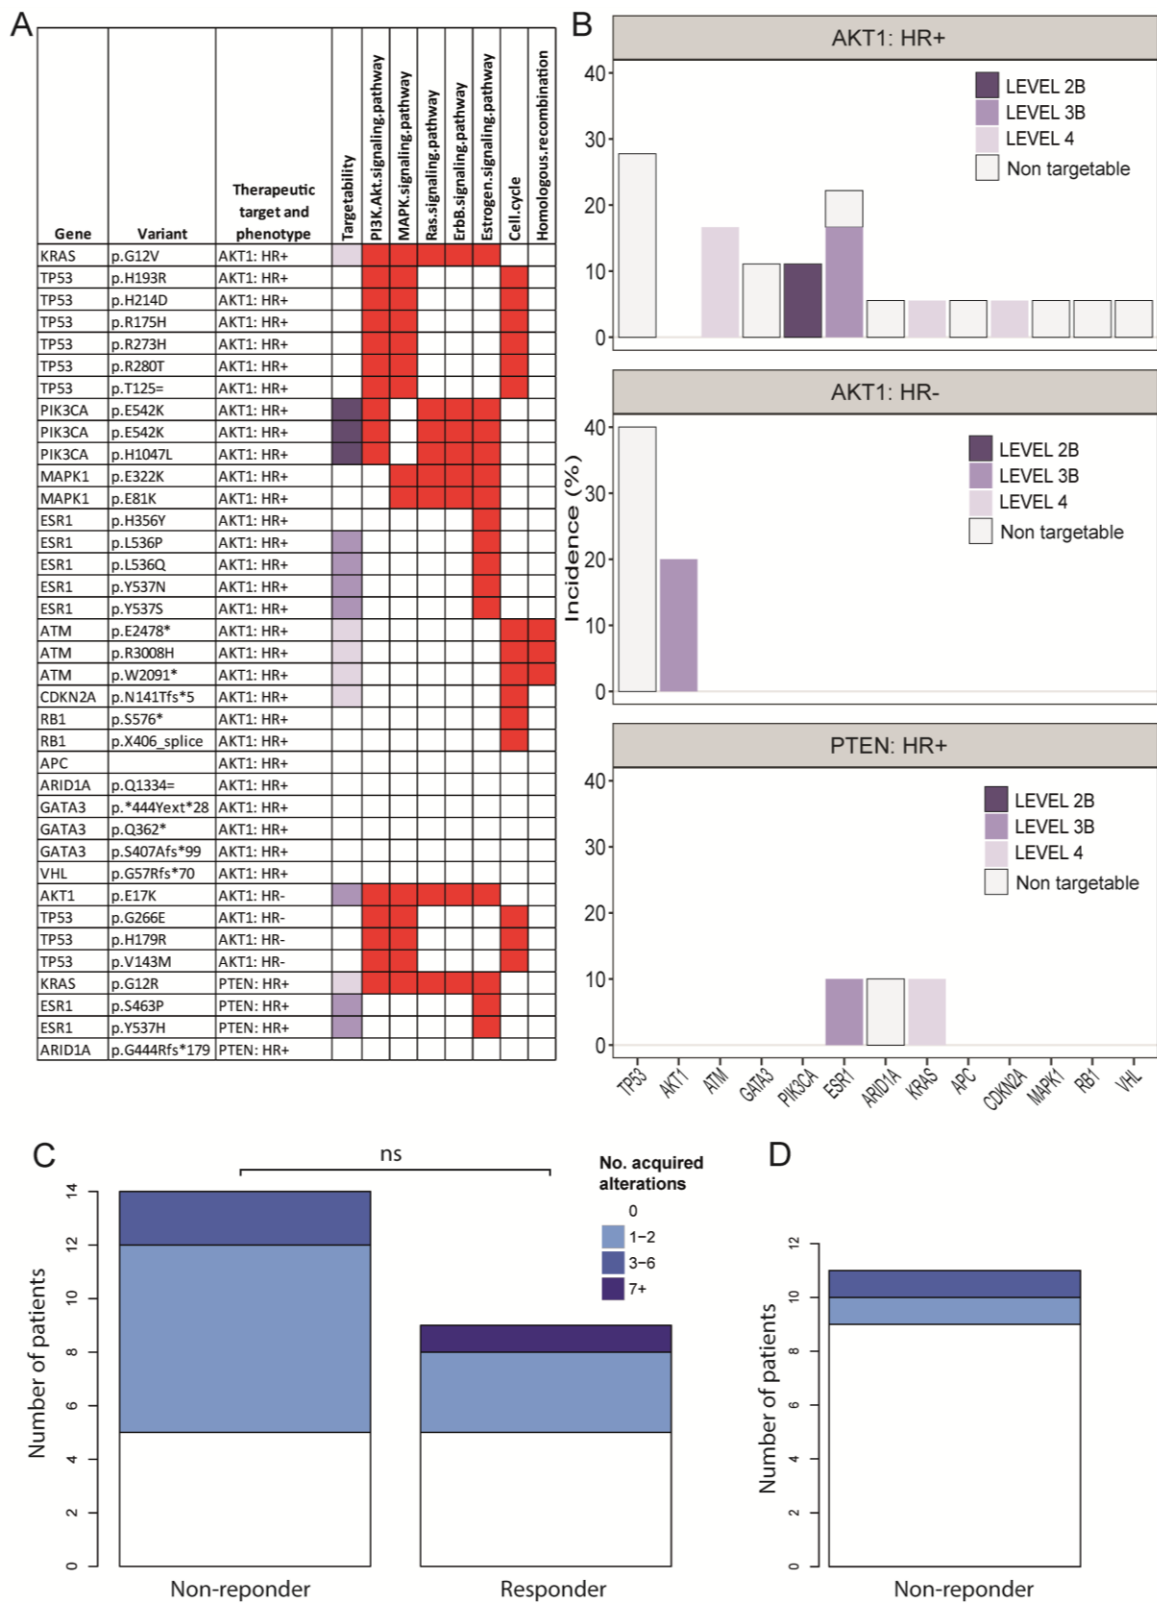 A
Gene Variant Therapeutic target and phenotype Targetability PI3K.Akt.signaling.pathway MAPK.signaling.pathway Ras.signaling.pathway ErbB.signaling.pathway Estrogen.signaling.pathway Cell.cycle Homologous.recombination
KRAS p.G12V AKT1: HR+
TP53 p.H193R AKT1: HR+
TP53 p.H214D AKT1: HR+
TP53 p.R175H AKT1: HR+
TP53 p.R273H AKT1: HR+
TP53 p.R280T AKT1: HR+
TP53 p.T125= AKT1: HR+
PIK3CA p.E542K AKT1: HR+
PIK3CA p.E542K AKT1: HR+
PIK3CA p.H1047L AKT1: HR+
MAPK1 p.E322K AKT1: HR+
MAPK1 p.E81K AKT1: HR+
ESR1 p.H356Y AKT1: HR+
ESR1 p.L536P AKT1: HR+
ESR1 p.L536Q AKT1: HR+
ESR1 p.Y537N AKT1: HR+
ESR1 p.Y537S AKT1: HR+
ATM p.E2478* AKT1: HR+
ATM p.R3008H AKT1: HR+
ATM p.W2091* AKT1: HR+
CDKN2A p.N141Tfs*5 AKT1: HR+
RB1 p.S576* AKT1: HR+
RB1 p.X406_splice AKT1: HR+
APC AKT1: HR+
ARID1A p.Q1334= AKT1: HR+
GATA3 p.*444Yext*28 AKT1: HR+
GATA3 p.Q362* AKT1: HR+
GATA3 p.S407Afs*99 AKT1: HR+
VHL p.G57Rfs*70 AKT1: HR+
AKT1 p.E17K AKT1: HR-
TP53 p.G266E AKT1: HR-
TP53 p.H179R AKT1: HR-
TP53 p.V143M AKT1: HR-
KRAS p.G12R PTEN: HR+
ESR1 p.S463P PTEN: HR+
ESR1 p.Y537H PTEN: HR+
ARID1A p.G444Rfs*179 PTEN: HR+
B
Incidence (%)
AKT1: HR+
40
30
20
10
0
LEVEL 2B
LEVEL 3B
LEVEL 4
Non targetable
AKT1: HR-
40
30
20
10
0
LEVEL 2B
LEVEL 3B
LEVEL 4
Non targetable
PTEN: HR+
40
30
20
10
0
LEVEL 2B
LEVEL 3B
LEVEL 4
Non targetable
TP53 AKT1 ATM GATA3 PIK3CA ESR1 ARID1A KRAS APC CDKN2A MAPK1 RB1 VHL
C
ns
Number of patients
14
12
10
8
6
4
2
0
Non-reponder Responder
No. acquired
alterations
0
1-2
3-6
7+
D
Number of patients
12
10
8
6
4
2
0
Non-reponder